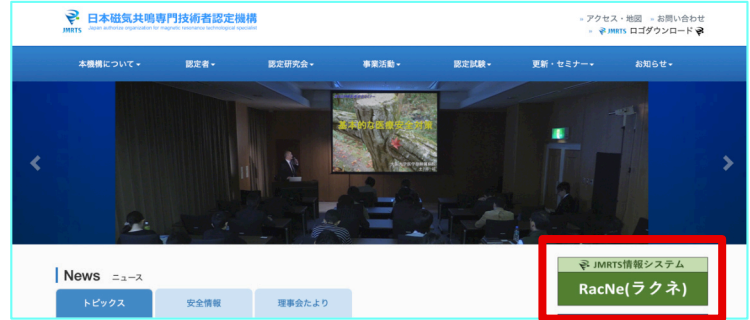 日本磁気共鳴専門技術者認定機構
JMRTS Japan authorize organization for magnetic resonance technological specialist
» アクセス・地図 » お問い合わせ
» JMRTS ロゴダウンロード
本機構について 認定者 認定研究会 事業活動 認定試験 更新・セミナー お知らせ
基本的な医療安全対策
News ニュース
JMRTS情報システム
RacNe(ラクネ)
トピックス 安全情報 理事会たより